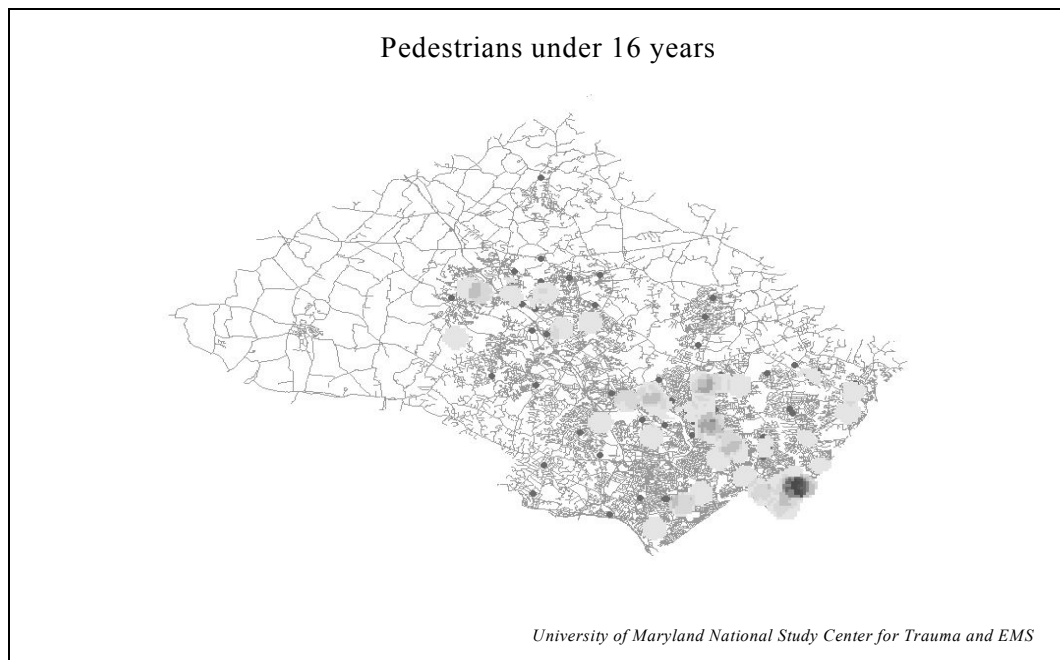 Pedestrians under 16 years
University of Maryland National Study Center for Trauma and EMS